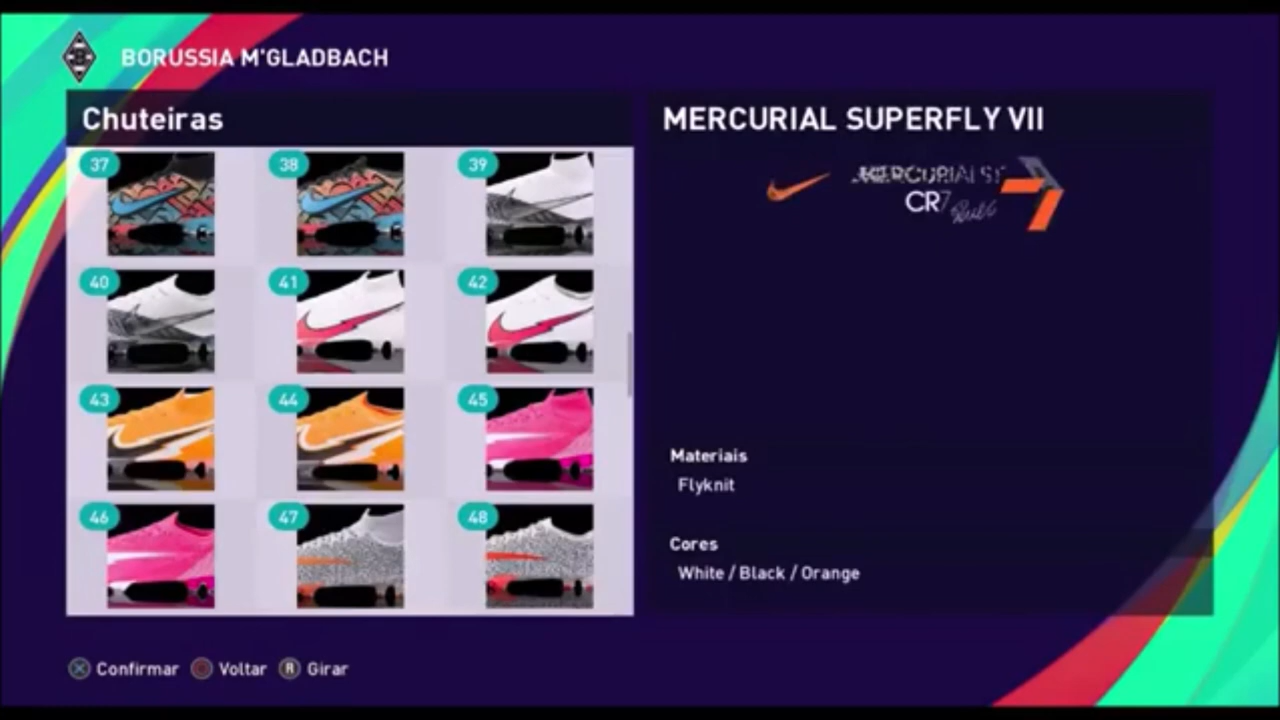 BORUSSIA M'GLADBACH
Chuteiras
MERCURIAL SUPERFLY VII
37
38
39
CR7
40
41
42
43
44
45
Materiais
Flyknit
46
47
48
Cores
White / Black / Orange
Confirmar
Voltar
R
Girar